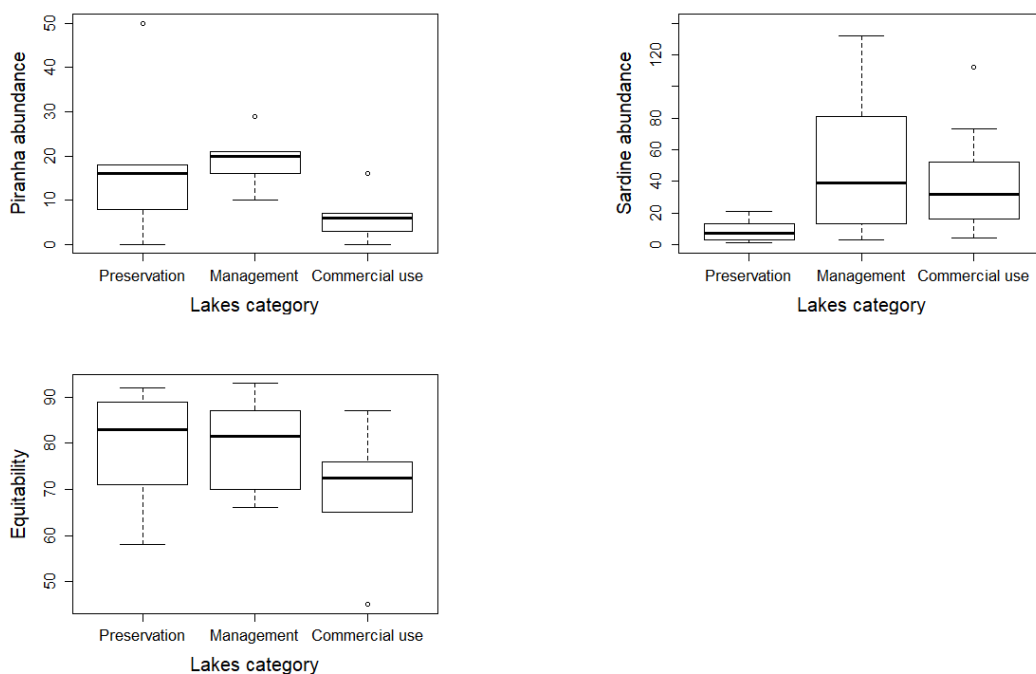 Piranha abundance
50
40
30
20
10
0
Preservation Management Commercial use
Lakes category
Sardine abundance
120
80
60
40
20
0
Preservation Management Commercial use
Lakes category
Equitability
90
80
70
60
50
Preservation Management Commercial use
Lakes category